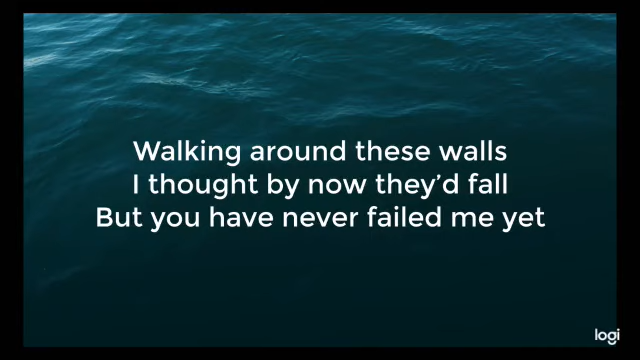 Walking around these walls
I thought by now they’d fall
But you have never failed me yet
logi